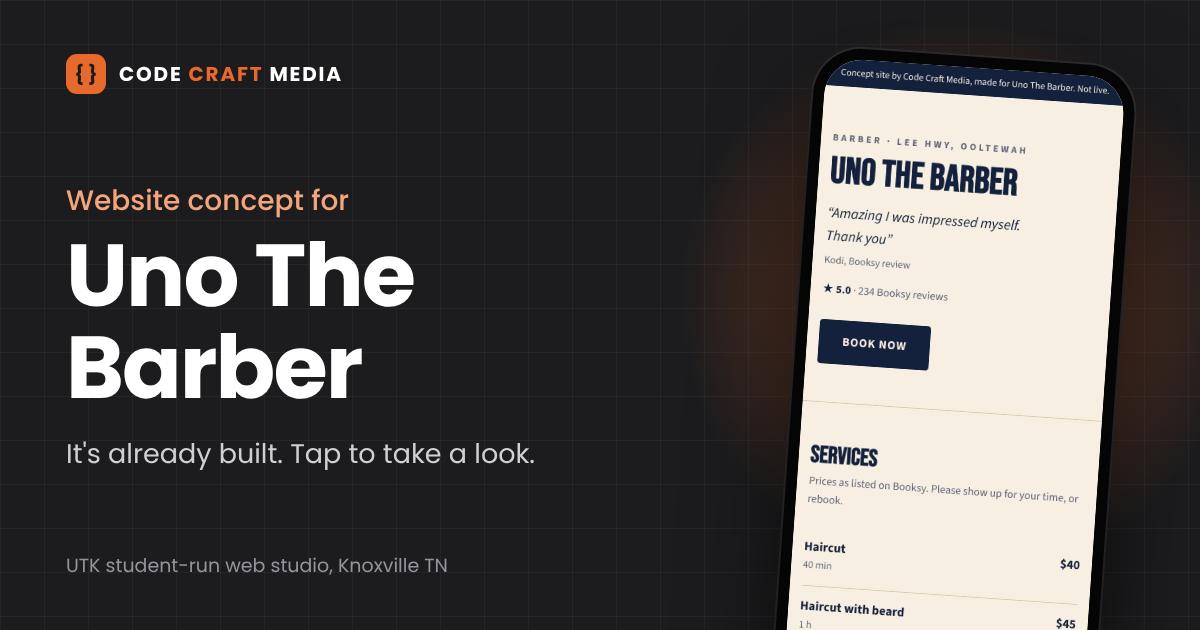 { } CODE CRAFT MEDIA
Website concept for
Uno The
Barber
It's already built. Tap to take a look.
UTK student-run web studio, Knoxville TN
Concept site by Code Craft Media, made for Uno The Barber. Not live.
BARBER · LEE HWY, OOLTEWAH
UNO THE BARBER
“Amazing I was impressed myself.
Thank you”
Kodi, Booksy review
★ 5.0 · 234 Booksy reviews
BOOK NOW
SERVICES
Prices as listed on Booksy. Please show up for your time, or
rebook.
Haircut $40
40 min
Haircut with beard $45
1 h